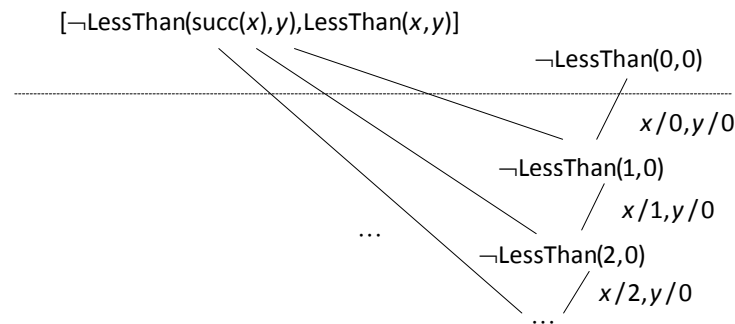 [¬LessThan(succ(x),y),LessThan(x,y)]
¬LessThan(0,0)
x/0,y/0
¬LessThan(1,0)
x/1,y/0
…
¬LessThan(2,0)
x/2,y/0
…